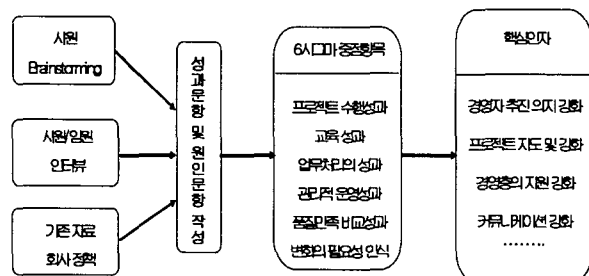 사원
Brainstorming
사원/임원
인터뷰
기존 자료
회사 정책
성과문항 및 원인문항 작성
6시그마 중점항목
프로젝트 수행성과
교육 성과
업무처리의 성과
관리적 운영성과
품질만족 비교성과
변화의 필요성 인식
핵심인자
경영자 추진 의지 강화
프로젝트 지도 및 강화
경영층의 지원 강화
커뮤니케이션 강화
........